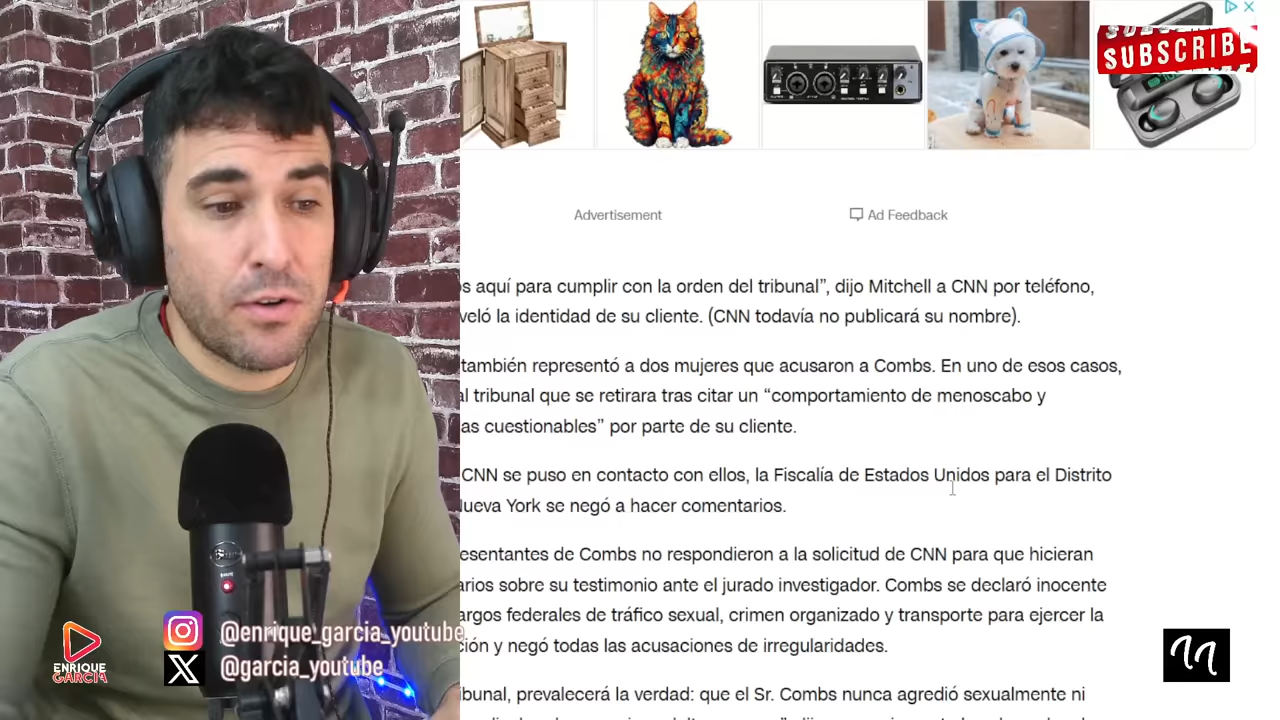 SUBSCRIBE
Advertisement
Ad Feedback
s aquí para cumplir con la orden del tribunal”, dijo Mitchell a CNN por teléfono,
veló la identidad de su cliente. (CNN todavía no publicará su nombre).
también representó a dos mujeres que acusaron a Combs. En uno de esos casos,
al tribunal que se retirara tras citar un “comportamiento de menoscabo y
as cuestionables” por parte de su cliente.
CNN se puso en contacto con ellos, la Fiscalía de Estados Unidos para el Distrito
ueva York se negó a hacer comentarios.
esentantes de Combs no respondieron a la solicitud de CNN para que hicieran
arios sobre su testimonio ante el jurado investigador. Combs se declaró inocente
argos federales de tráfico sexual, crimen organizado y transporte para ejercer la
ción y negó todas las acusaciones de irregularidades.
ibunal, prevalecerá la verdad: que el Sr. Combs nunca agredió sexualmente ni
@enrique_garcia_youtube
@garcia_youtube
ENRIQUE
GARCIA